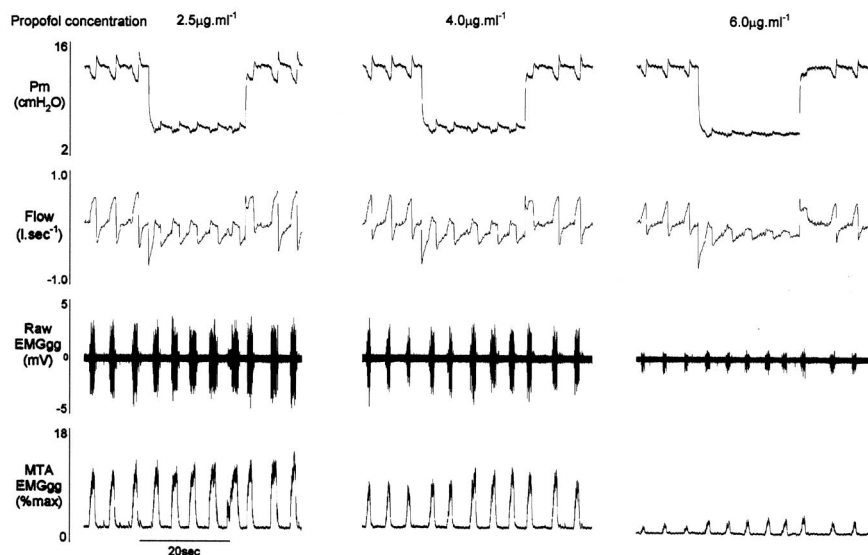 Propofol concentration 2.5μg.ml⁻¹ 4.0μg.ml⁻¹ 6.0μg.ml⁻¹
16
Pm
(cmH₂O)
2
1.0
Flow
(l.sec⁻¹)
-1.0
5
Raw
EMGgg
(mV)
0
-5
18
MTA
EMGgg
(%max)
0
20sec